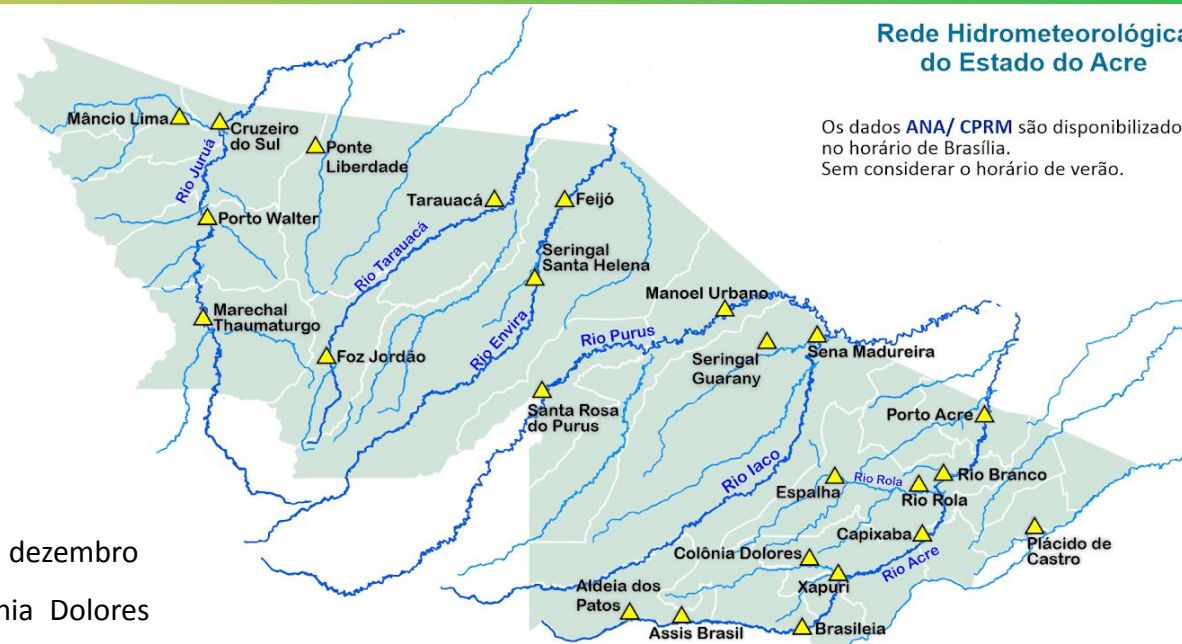 Rede Hidrometeorológica
do Estado do Acre
Os dados ANA/ CPRM são
no horário de Brasília.
Sem considerar o horário de verão.
Mâncio Lima
Cruzeiro
do Sul
Ponte
Liberdade
Rio Juruá
Tarauacá
Feijó
Porto Walter
Rio Tarauacá
Seringal
Santa Helena
Manoel Urbano
Marechal
Thaumaturgo
Foz Jordão
Rio Envira
Rio Purus
Seringal
Guarany
Sena Madureira
Santa Rosa
do Purus
Porto Acre
Rio Iaco
Espalha
Rio Rola
Rio Rola
Rio Branco
Capixaba
Plácido de
Castro
Colônia Dolores
Rio Acre
Xapuri
Aldeia dos
Patos
Assis Brasil
Brasileia
dezembro
Dolores